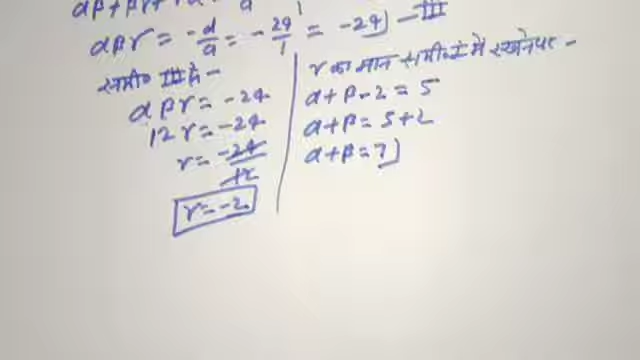 αβγ = -d/a = -24/1 = -24 - III
समी० III से -
αβγ = -24
12γ = -24
γ = -24/12
γ = -2
γ का मान समी० I में रखने पर -
α+β-2 = 5
α+β = 5+2
α+β = 7